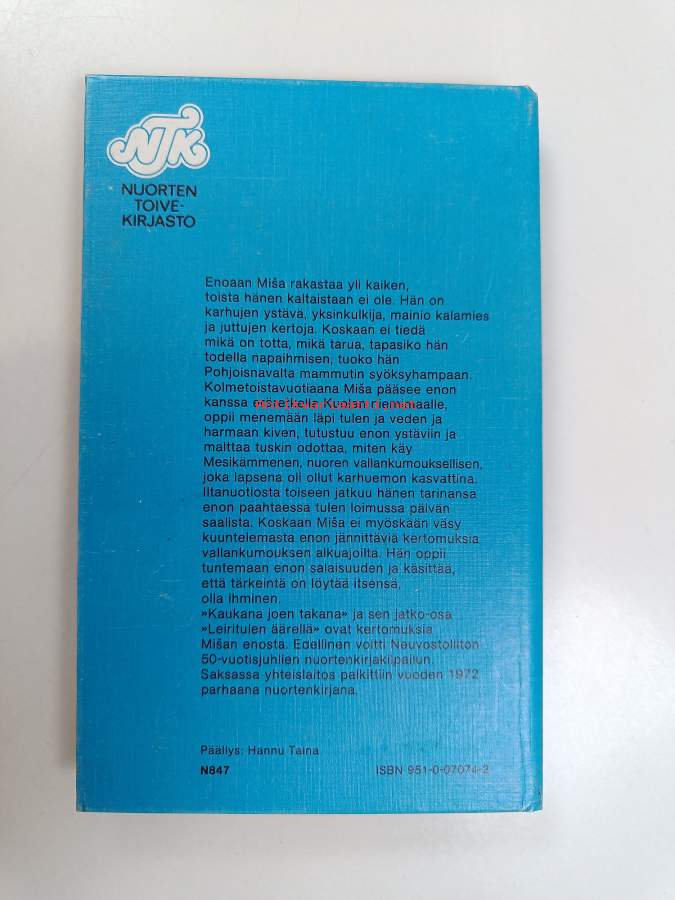 NTK
NUORTEN
TOIVE-
KIRJASTO
Enoaan Miša rakastaa yli kaiken,
toista hänen kaltaistaan ei ole. Hän on
karhujen ystävä, yksinkulkija, mainio kalamies
ja juttujen kertoja. Koskaan ei tiedä
mikä on totta, mikä tarua, tapasiko hän
todella napaihmisen, tuoko hän
Pohjoisnavalta mammutin syöksyhampaan.
Kolmetoistavuotiaana Miša pääsee enon
kanssa eräretkelle Kuolan niemimaalle,
oppii menemään läpi tulen ja veden ja
harmaan kiven, tutustuu enon ystäviin ja
malttaa tuskin odottaa, miten käy
Mesikämmenen, nuoren vallankumouksellisen,
joka lapsena oli ollut karhuemon kasvattina.
Iltanuotiosta toiseen jatkuu hänen tarinansa
enon paahtaessa tulen loimussa päivän
saalista. Koskaan Miša ei myöskään väsy
kuuntelemasta enon jännittäviä kertomuksia
vallankumouksen alkuajoilta. Hän oppii
tuntemaan enon salaisuuden ja käsittää,
että tärkeintä on löytää itsensä,
olla ihminen.
»Kaukana joen takana» ja sen jatko-osa
»Leiritulen äärellä» ovat kertomuksia
Mišan enosta. Edellinen voitti Neuvostoliiton
50-vuotisjuhlien nuortenkirjakilpailun.
Saksassa yhteislaitos palkittiin vuoden 1972
parhaana nuortenkirjana.
Päällys: Hannu Taina
N847 ISBN 951-0-07074-2